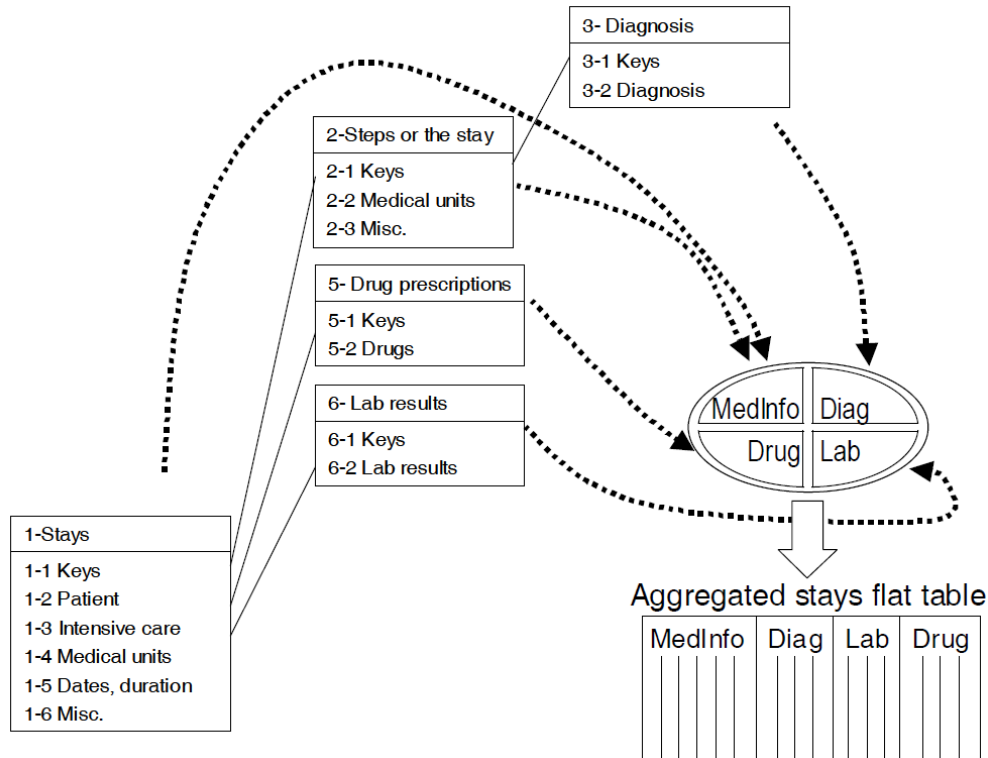 3- Diagnosis
3-1 Keys
3-2 Diagnosis
2-Steps or the stay
2-1 Keys
2-2 Medical units
2-3 Misc.
5- Drug prescriptions
5-1 Keys
5-2 Drugs
6- Lab results
6-1 Keys
6-2 Lab results
1-Stays
1-1 Keys
1-2 Patient
1-3 Intensive care
1-4 Medical units
1-5 Dates, duration
1-6 Misc.
MedInfo Diag
Drug Lab
Aggregated stays flat table
MedInfo Diag Lab Drug